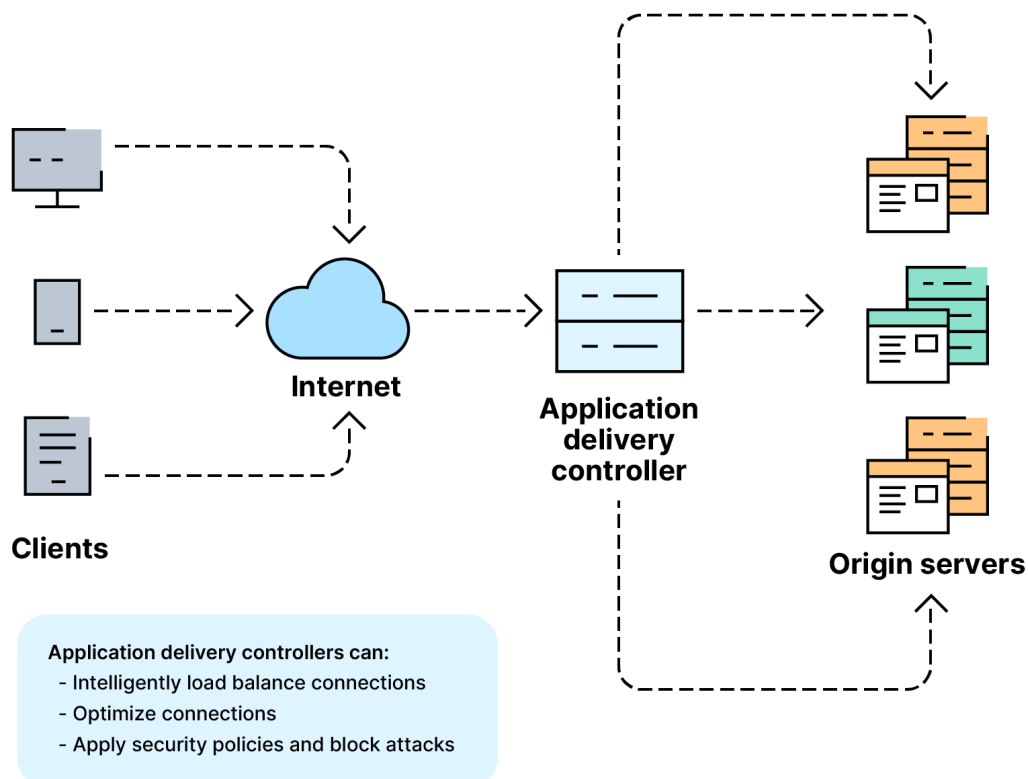 Internet
Application
delivery
controller
Clients
Origin servers
Application delivery controllers can:
- Intelligently load balance connections
- Optimize connections
- Apply security policies and block attacks